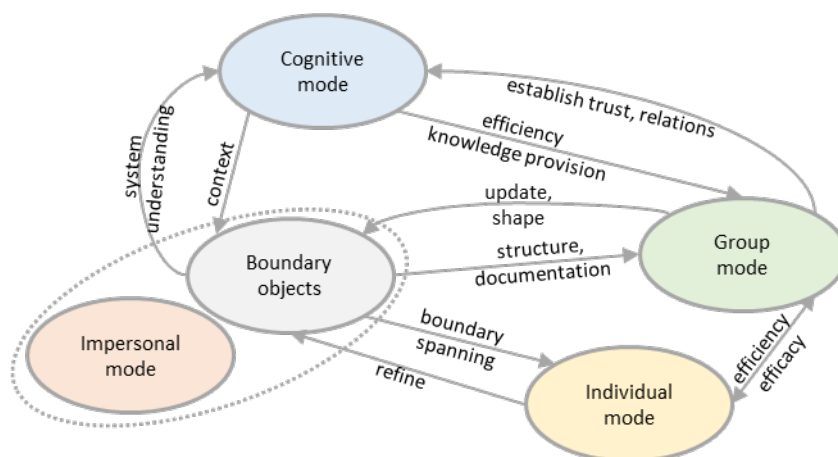 Cognitive
mode
establish trust, relations
efficiency
knowledge provision
system
understanding
context
update,
shape
structure,
documentation
Group
mode
Boundary
objects
boundary
spanning
refine
Impersonal
mode
Individual
mode
efficiency
efficacy